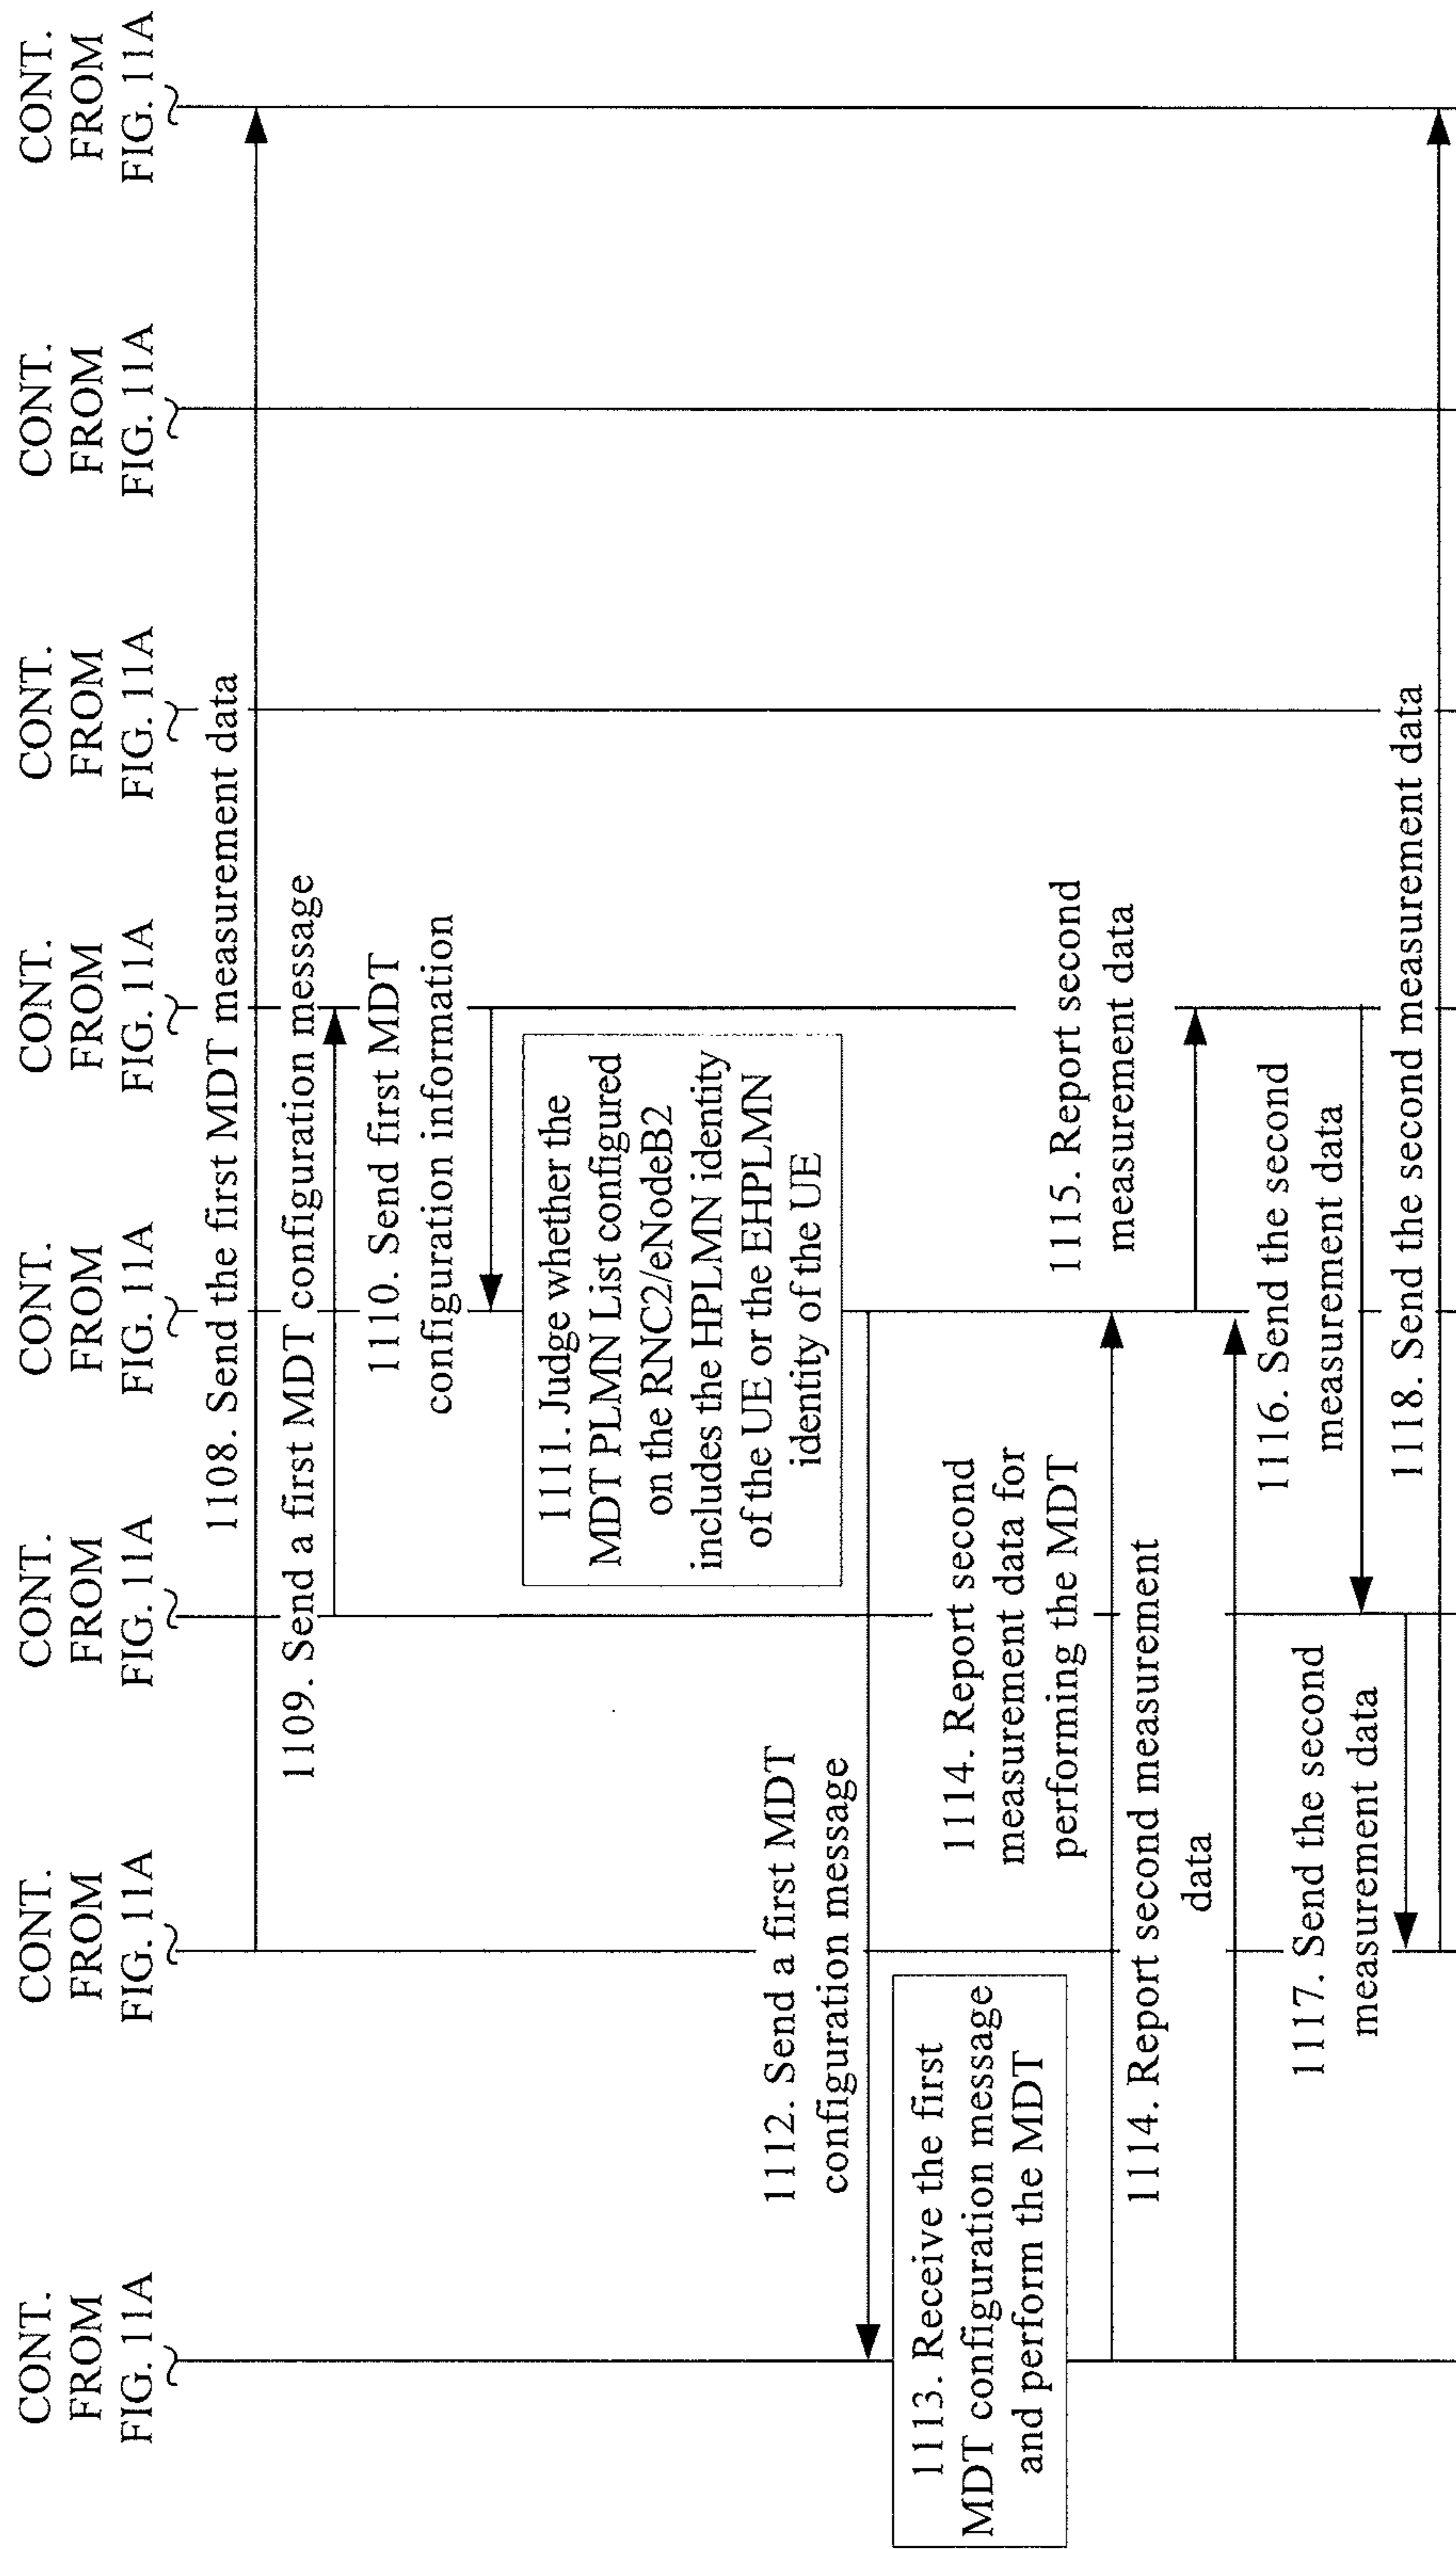 CONT.
FROM
FIG. 11A
CONT.
FROM
FIG. 11A
CONT.
FROM
FIG. 11A
CONT.
FROM
FIG. 11A
CONT.
FROM
FIG. 11A
CONT.
FROM
FIG. 11A
CONT.
FROM
FIG. 11A
CONT.
FROM
FIG. 11A
1108. Send the first MDT measurement data
1109. Send a first MDT configuration message
1110. Send first MDT
configuration information
1111. Judge whether the
MDT PLMN List configured
on the RNC2/eNodeB2
includes the HPLMN identity
of the UE or the EHPLMN
identity of the UE
1112. Send a first MDT
configuration message
1113. Receive the first
MDT configuration message
and perform the MDT
1114. Report second
measurement data for
performing the MDT
1114. Report second measurement
data
1115. Report second
measurement data
1116. Send the second
measurement data
1117. Send the second
measurement data
1118. Send the second measurement data